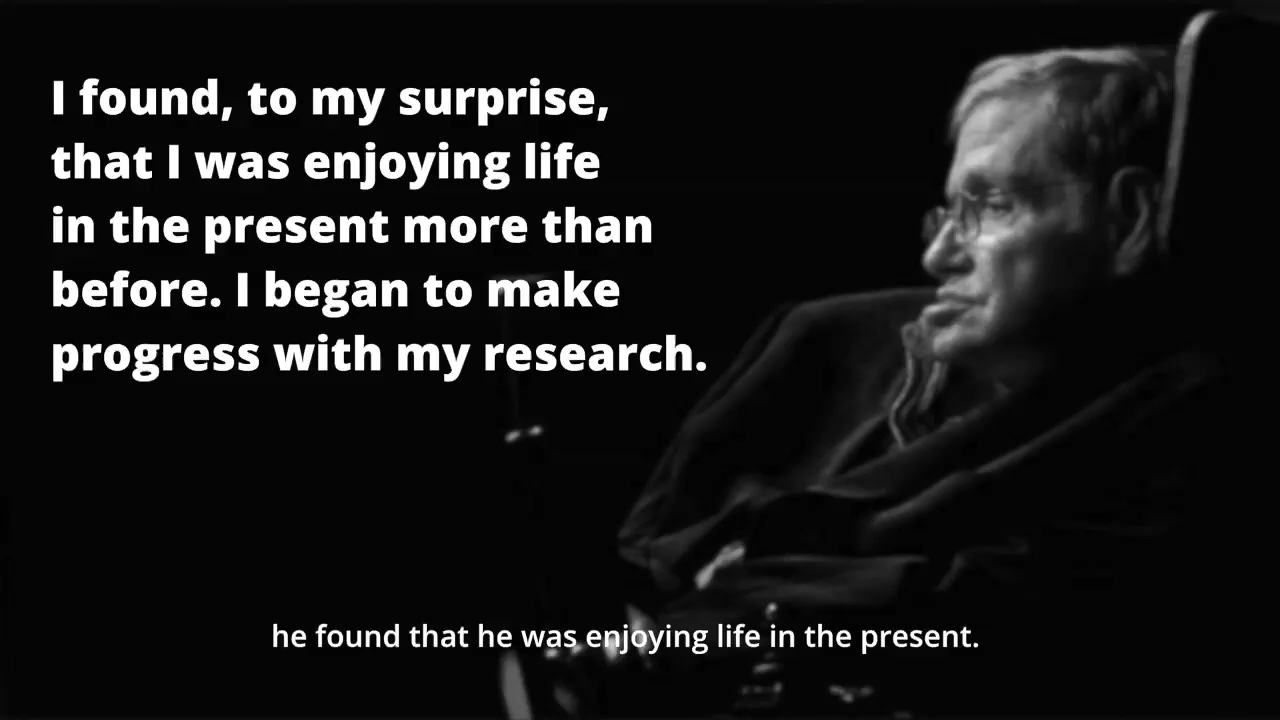 I found, to my surprise,
that I was enjoying life
in the present more than
before. I began to make
progress with my research.
he found that he was enjoying life in the present.